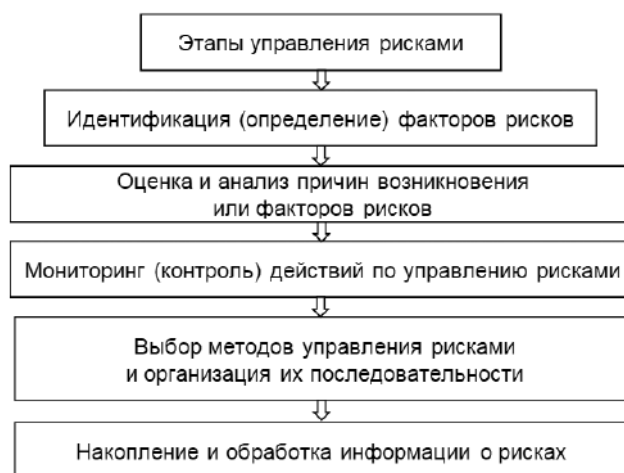 Этапы управления рисками
Идентификация (определение) факторов рисков
Оценка и анализ причин возникновения
или факторов рисков
Мониторинг (контроль) действий по управлению рисками
Выбор методов управления рисками
и организация их последовательности
Накопление и обработка информации о рисках